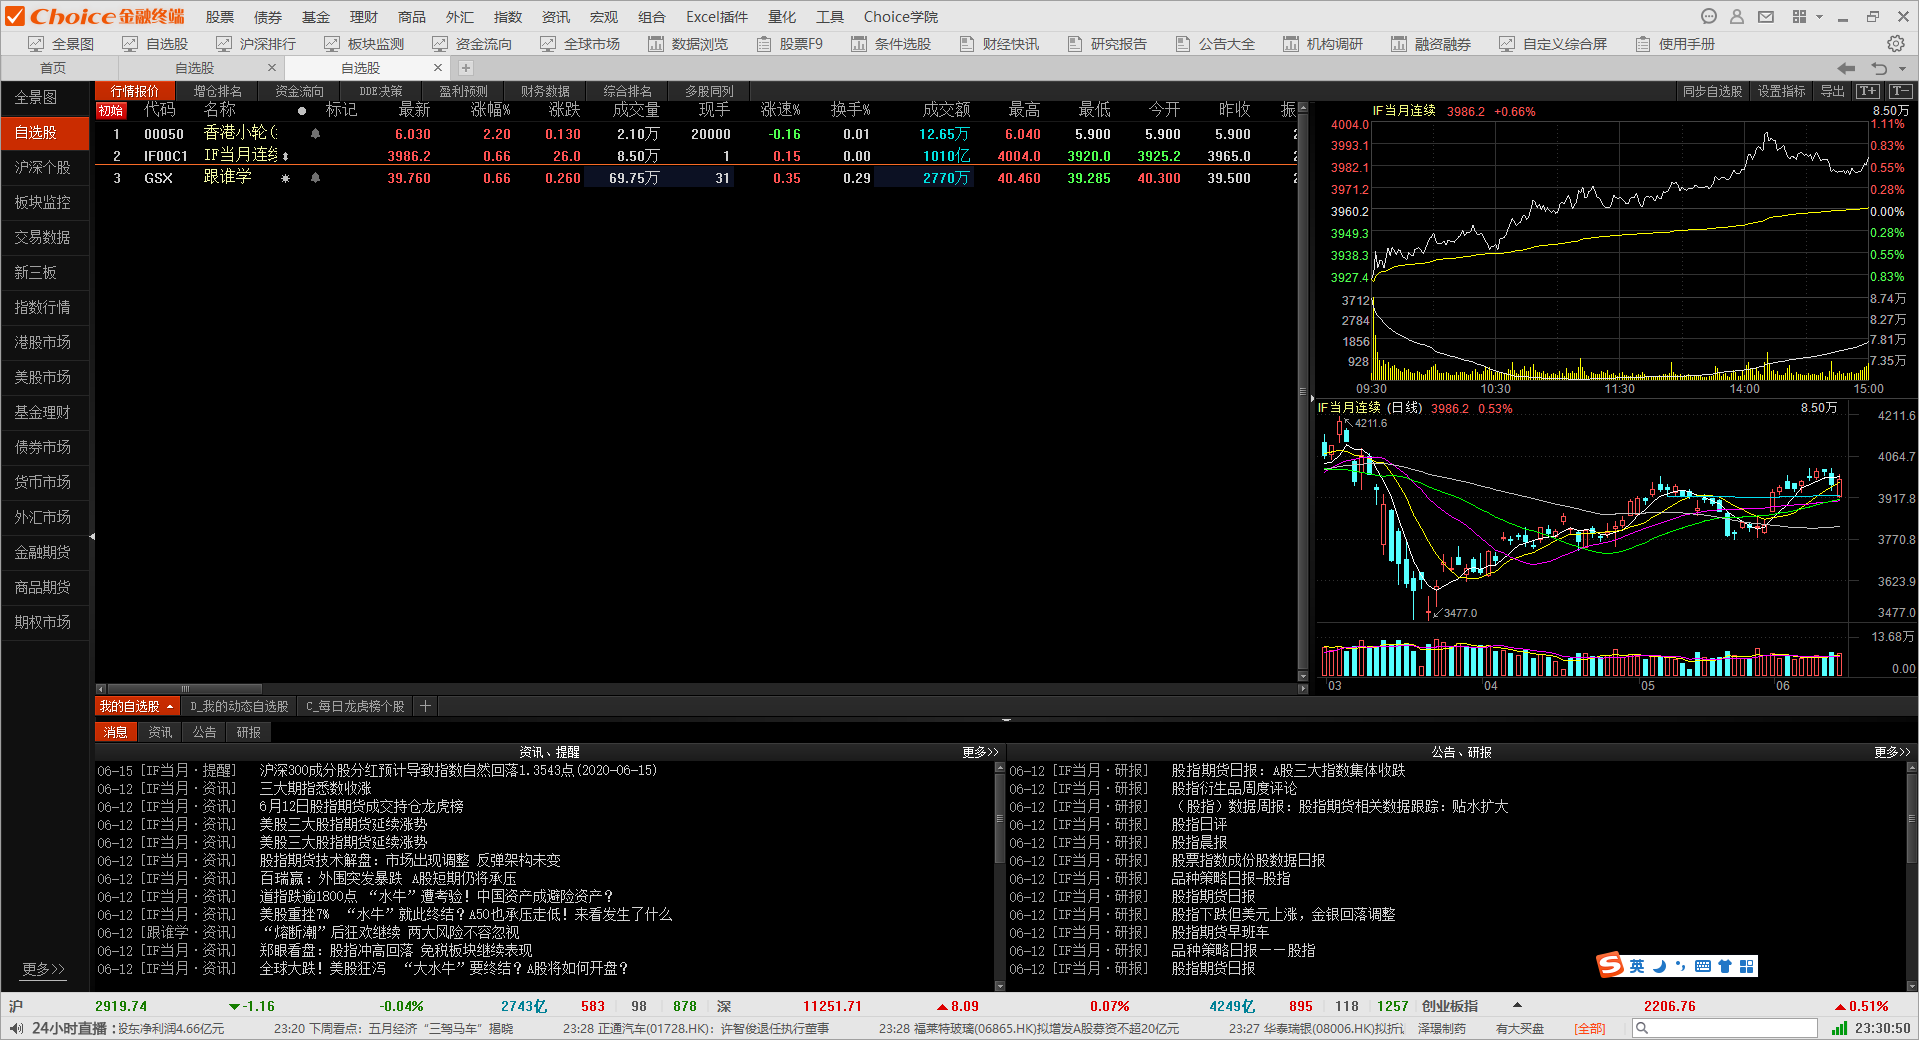 Choice金融终端 股票 债券 基金 理财 商品 外汇 指数 资讯 宏观 组合 Excel插件 量化 工具 Choice学院
全景图 自选股 沪深排行 板块监测 资金流向 全球市场 数据浏览 股票F9 条件选股 财经快讯 研究报告 公告大全 机构调研 融资融券 自定义综合屏 使用手册
首页 自选股 × 自选股 ×
全景图
自选股
沪深个股
板块监控
交易数据
新三板
指数行情
港股市场
美股市场
基金理财
债券市场
货币市场
外汇市场
金融期货
商品期货
期权市场
更多>>
行情报价 增仓排名 资金流向 DDE决策 盈利预测 财务数据 综合排名 多股同列 同步自选股 设置指标 导出 T+ T-
初始 代码 名称 标记 最新 涨幅% 涨跌 成交量 现手 涨速% 换手% 成交额 最高 最低 今开 昨收 振
1 00050 香港小轮( 6.030 2.20 0.130 2.10万 20000 -0.16 0.01 12.65万 6.040 5.900 5.900 5.900
2 IF00C1 IF当月连续 3986.2 0.66 26.0 8.50万 1 0.15 0.00 1010亿 4004.0 3920.0 3925.2 3965.0
3 GSX 跟谁学 39.760 0.66 0.260 69.75万 31 0.35 0.29 2770万 40.460 39.285 40.300 39.500
IF当月连续 3986.2 +0.66% 8.50万
4004.0 1.11%
3993.1 0.83%
3982.1 0.55%
3971.2 0.28%
3960.2 0.00%
3949.3 0.28%
3938.3 0.55%
3927.4 0.83%
3712 8.74万
2784 8.27万
1856 7.81万
928 7.35万
09:30 10:30 11:30 14:00 15:00
IF当月连续 (日线) 3986.2 0.53% 8.50万
4211.6
4211.6
4064.7
3917.8
3770.8
3623.9
3477.0
3477.0
13.68万
0.00
03 04 05 06
我的自选股 D_我的动态自选股 C_每日龙虎榜个股 +
消息 资讯 公告 研报
资讯、提醒 更多>>
06-15 [IF当月·提醒] 沪深300成分股分红预计导致指数自然回落1.3543点(2020-06-15)
06-12 [IF当月·资讯] 三大期指悉数收涨
06-12 [IF当月·资讯] 6月12日股指期货成交持仓龙虎榜
06-12 [IF当月·资讯] 美股三大股指期货延续涨势
06-12 [IF当月·资讯] 美股三大股指期货延续涨势
06-12 [IF当月·资讯] 股指期货技术解盘：市场出现调整 反弹架构未变
06-12 [IF当月·资讯] 百瑞赢：外围突发暴跌 A股短期仍将承压
06-12 [IF当月·资讯] 道指跌逾1800点 “水牛”遭考验！中国资产成避险资产？
06-12 [IF当月·资讯] 美股重挫7% “水牛”就此终结？A50也承压走低！来看发生了什么
06-12 [跟谁学·资讯] “熔断潮”后狂欢继续 两大风险不容忽视
06-12 [IF当月·资讯] 郑眼看盘：股指冲高回落 免税板块继续表现
06-12 [IF当月·资讯] 全球大跌！美股狂泻 “大水牛”要终结？A股将如何开盘？
公告、研报 更多>>
06-12 [IF当月·研报] 股指期货日报：A股三大指数集体收跌
06-12 [IF当月·研报] 股指衍生品周度评论
06-12 [IF当月·研报] （股指）数据周报：股指期货相关数据跟踪：贴水扩大
06-12 [IF当月·研报] 股指日评
06-12 [IF当月·研报] 股指晨报
06-12 [IF当月·研报] 股票指数成份股数据日报
06-12 [IF当月·研报] 品种策略日报-股指
06-12 [IF当月·研报] 股指期货日报
06-12 [IF当月·研报] 股指下跌但美元上涨，金银回落调整
06-12 [IF当月·研报] 股指期货早班车
06-12 [IF当月·研报] 品种策略日报－－股指
06-12 [IF当月·研报] 股指期货日报
S 英
沪 2919.74 -1.16 -0.04% 2743亿 583 98 878 深 11251.71 8.09 0.07% 4249亿 895 118 1257 创业板指 2206.76 0.51%
24小时直播：股东净利润4.66亿元 23:20 下周看点：五月经济“三驾马车”揭晓 23:28 正通汽车(01728.HK)：许智俊退任执行董事 23:28 福莱特玻璃(06865.HK)拟增发A股募资不超20亿元 23:27 华泰瑞银(08006.HK)拟折 泽璟制药 有大买盘 [全部] 23:30:50